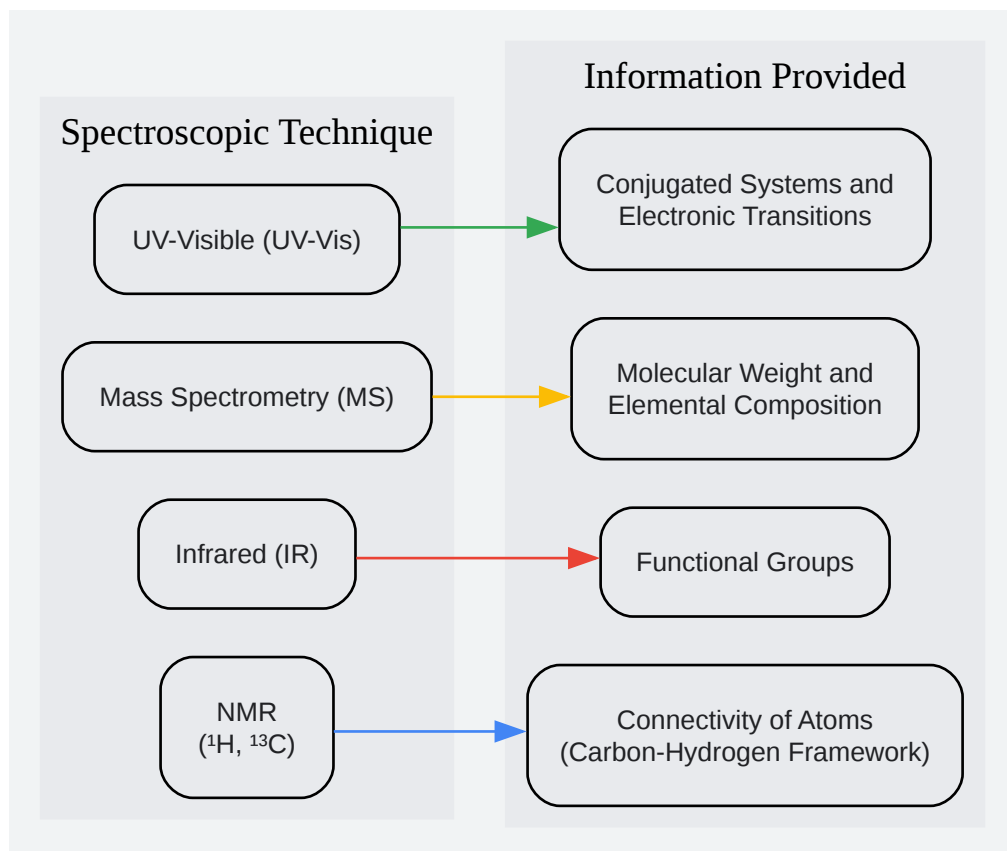 Spectroscopic Technique
UV-Visible (UV-Vis)
Mass Spectrometry (MS)
Infrared (IR)
NMR
(¹H, ¹³C)
Information Provided
Conjugated Systems and
Electronic Transitions
Molecular Weight and
Elemental Composition
Functional Groups
Connectivity of Atoms
(Carbon-Hydrogen Framework)